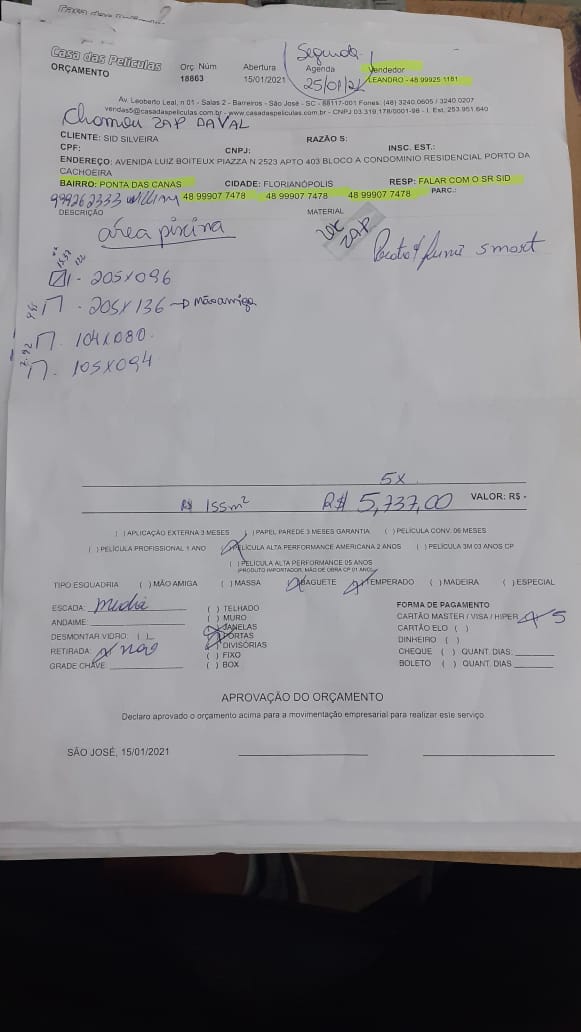 Casa das Películas
ORÇAMENTO
Orç. Núm
18863
Abertura
15/01/2021
Segunda
Agenda
25/01/21
Vendedor
LEANDRO - 48 99925 1181
Av. Leoberto Leal, n 01 - Salas 2 - Barreiros - São José - SC - 88117-001 Fones: (48) 3240.0605 / 3240.0207
vendas5@casadaspeliculas.com.br - www.casadaspeliculas.com.br - CNPJ 03.319.178/0001-98 - I. Est. 253.951.640
Chamou ZAP DAVAL
CLIENTE: SID SILVEIRA
RAZÃO S:
CPF:
CNPJ:
INSC. EST.:
ENDEREÇO: AVENIDA LUIZ BOITEUX PIAZZA N 2523 APTO 403 BLOCO A CONDOMINIO RESIDENCIAL PORTO DA
CACHOEIRA
BAIRRO: PONTA DAS CANAS
CIDADE: FLORIANÓPOLIS
RESP: FALAR COM O SR SID
999262333 William 48 99907 7478 48 99907 7478 48 99907 7478
PARC.:
DESCRIÇÃO
MATERIAL
área piscina
ZAP
fumê smart
1 - 205X096
205X136 → mão amiga
104X080
105X094
5X
R$ 155m²
R$ 5,737,00
VALOR: R$ -
( ) APLICAÇÃO EXTERNA 3 MESES ( ) PAPEL PAREDE 3 MESES GARANTIA ( ) PELÍCULA CONV. 06 MESES
( ) PELÍCULA PROFISSIONAL 1 ANO (X) PELÍCULA ALTA PERFORMANCE AMERICANA 2 ANOS ( ) PELÍCULA 3M 03 ANOS CP
( ) PELÍCULA ALTA PERFORMANCE 05 ANOS
(PRODUTO IMPORTADOR, MÃO DE OBRA CP 01 ANO)
TIPO ESQUADRIA ( ) MÃO AMIGA ( ) MASSA (X) BAGUETE (X) TEMPERADO ( ) MADEIRA ( ) ESPECIAL
ESCADA: media
ANDAIME:
DESMONTAR VIDRO: ( )
RETIRADA: X não
GRADE CHAVE:
( ) TELHADO
( ) MURO
(X) JANELAS
(X) PORTAS
( ) DIVISÓRIAS
( ) FIXO
( ) BOX
FORMA DE PAGAMENTO
CARTÃO MASTER / VISA / HIPER (X) 5
CARTÃO ELO ( )
DINHEIRO ( )
CHEQUE ( ) QUANT. DIAS:
BOLETO ( ) QUANT. DIAS
APROVAÇÃO DO ORÇAMENTO
Declaro aprovado o orçamento acima para a movimentação empresarial para realizar este serviço
SÃO JOSÉ, 15/01/2021